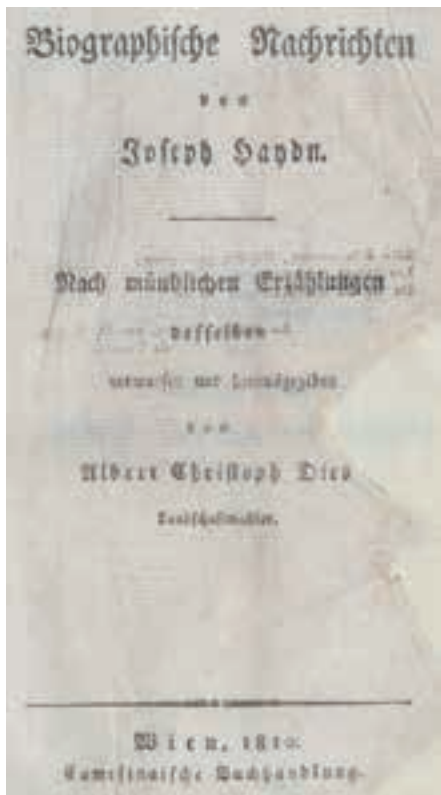 Biographische Nachrichten
von
Joseph Haydn.
Nach mündlichen Erzählungen
desselben
entworfen und herausgegeben
von
Albert Christoph Dies
Landschaftmahler.
Wien, 1810.
Camesinaische Buchhandlung.